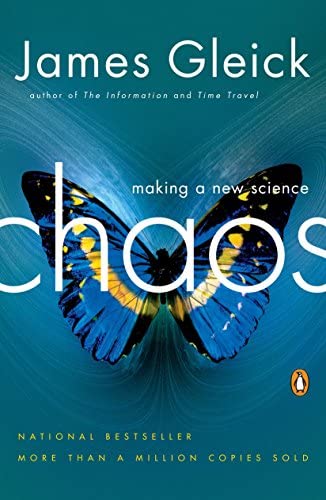 James Gleick
author of The Information and Time Travel
making a new science
chaos
NATIONAL BESTSELLER
MORE THAN A MILLION COPIES SOLD